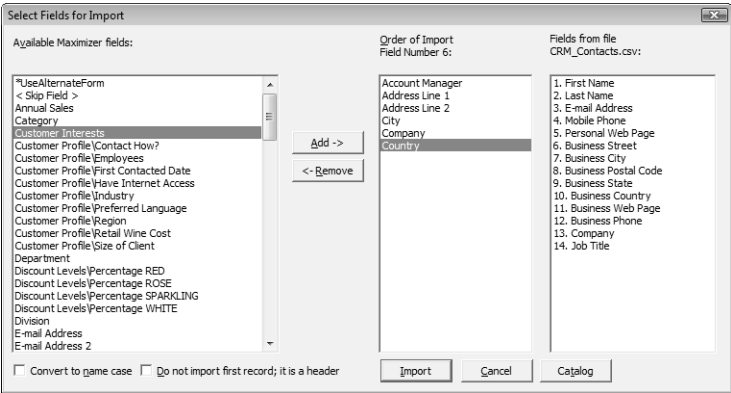 Select Fields for Import
Available Maximizer fields:
*UseAlternateForm
< Skip Field >
Annual Sales
Category
Customer Interests
Customer Profile\Contact How?
Customer Profile\Employees
Customer Profile\First Contacted Date
Customer Profile\Have Internet Access
Customer Profile\Industry
Customer Profile\Preferred Language
Customer Profile\Region
Customer Profile\Retail Wine Cost
Customer Profile\Size of Client
Department
Discount Levels\Percentage RED
Discount Levels\Percentage ROSE
Discount Levels\Percentage SPARKLING
Discount Levels\Percentage WHITE
Division
E-mail Address
E-mail Address 2
Add ->
<- Remove
Order of Import
Field Number 6:
Account Manager
Address Line 1
Address Line 2
City
Company
Country
Fields from file
CRM_Contacts.csv:
1. First Name
2. Last Name
3. E-mail Address
4. Mobile Phone
5. Personal Web Page
6. Business Street
7. Business City
8. Business Postal Code
9. Business State
10. Business Country
11. Business Web Page
12. Business Phone
13. Company
14. Job Title
Convert to name case
Do not import first record; it is a header
Import
Cancel
Catalog